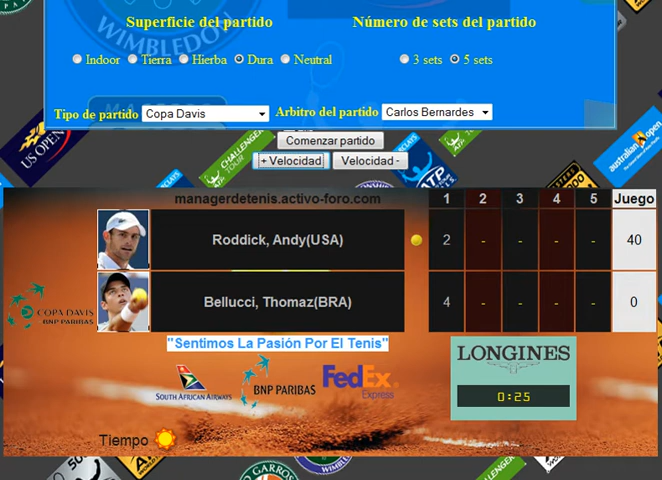 WIMBLEDON
Superficie del partido
Número de sets del partido
Indoor Tierra Hierba Dura Neutral
3 sets 5 sets
Tipo de partido Copa Davis
Arbitro del partido Carlos Bernardes
US OPEN
CHALLENGER
ATP
australian open
Comenzar partido
+ Velocidad Velocidad -
managerdetenis.activo-foro.com
1 2 3 4 5 Juego
Roddick, Andy(USA) 2 - - - - 40
Bellucci, Thomaz(BRA) 4 - - - - 0
COPA DAVIS
BNP PARIBAS
"Sentimos La Pasión Por El Tenis"
SOUTH AFRICAN AIRWAYS
BNP PARIBAS
FedEx
Express
LONGINES
0:25
Tiempo